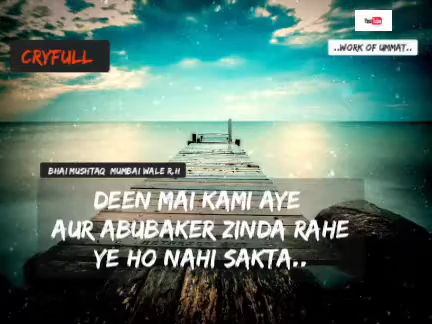 YouTube
CRYFULL
..WORK OF UMMAT..
BHAI MUSHTAQ MUMBAI WALE R.H
DEEN MAI KAMI AYE
AUR ABUBAKER ZINDA RAHE
YE HO NAHI SAKTA..